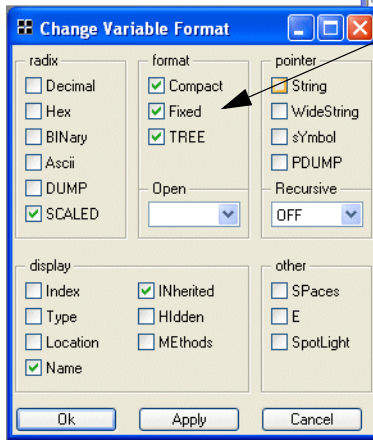 Change Variable Format
radix
Decimal
Hex
BINary
Ascii
DUMP
SCALED
format
Compact
Fixed
TREE
Open
pointer
String
WideString
sYmbol
PDUMP
Recursive
OFF
display
Index
Type
Location
Name
INherited
HIdden
MEthods
other
SPaces
E
SpotLight
Ok
Apply
Cancel